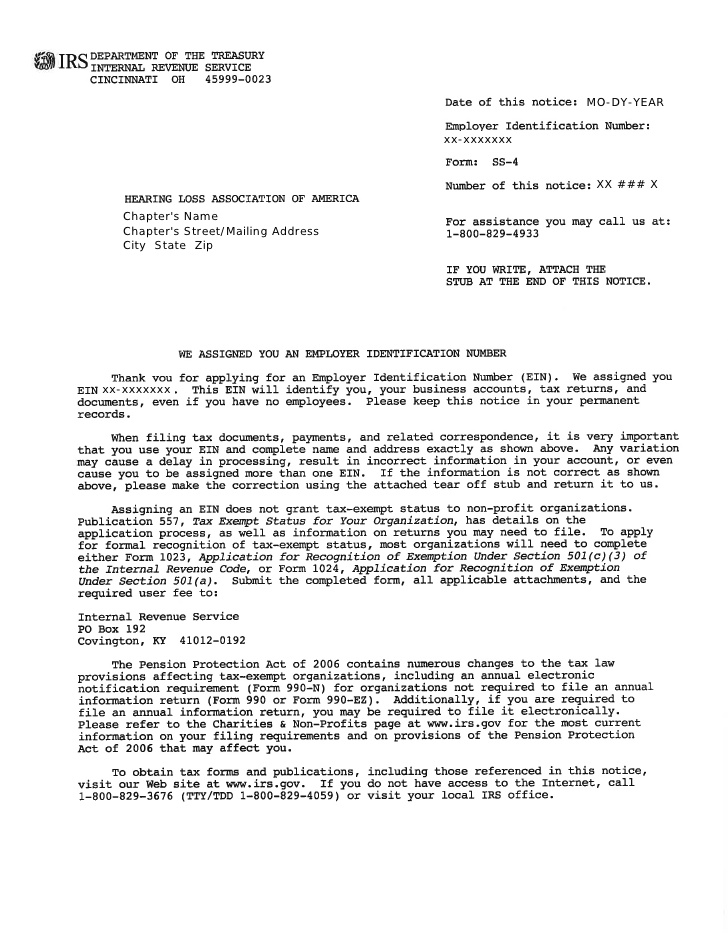 IRS DEPARTMENT OF THE TREASURY
INTERNAL REVENUE SERVICE
CINCINNATI OH 45999-0023
Date of this notice: MO-DY-YEAR
Employer Identification Number:
xx-xxxxxxx
Form: SS-4
Number of this notice: XX ### X
HEARING LOSS ASSOCIATION OF AMERICA
Chapter's Name
Chapter's Street/Mailing Address
City State Zip
For assistance you may call us at:
1-800-829-4933
IF YOU WRITE, ATTACH THE
STUB AT THE END OF THIS NOTICE.
WE ASSIGNED YOU AN EMPLOYER IDENTIFICATION NUMBER
Thank you for applying for an Employer Identification Number (EIN). We assigned you
EIN xx-xxxxxxx. This EIN will identify you, your business accounts, tax returns, and
documents, even if you have no employees. Please keep this notice in your permanent
records.
When filing tax documents, payments, and related correspondence, it is very important
that you use your EIN and complete name and address exactly as shown above. Any variation
may cause a delay in processing, result in incorrect information in your account, or even
cause you to be assigned more than one EIN. If the information is not correct as shown
above, please make the correction using the attached tear off stub and return it to us.
Assigning an EIN does not grant tax-exempt status to non-profit organizations.
Publication 557, Tax Exempt Status for Your Organization, has details on the
application process, as well as information on returns you may need to file. To apply
for formal recognition of tax-exempt status, most organizations will need to complete
either Form 1023, Application for Recognition of Exemption Under Section 501(c)(3) of
the Internal Revenue Code, or Form 1024, Application for Recognition of Exemption
Under Section 501(a). Submit the completed form, all applicable attachments, and the
required user fee to:
Internal Revenue Service
PO Box 192
Covington, KY 41012-0192
The Pension Protection Act of 2006 contains numerous changes to the tax law
provisions affecting tax-exempt organizations, including an annual electronic
notification requirement (Form 990-N) for organizations not required to file an annual
information return (Form 990 or Form 990-EZ). Additionally, if you are required to
file an annual information return, you may be required to file it electronically.
Please refer to the Charities & Non-Profits page at www.irs.gov for the most current
information on your filing requirements and on provisions of the Pension Protection
Act of 2006 that may affect you.
To obtain tax forms and publications, including those referenced in this notice,
visit our Web site at www.irs.gov. If you do not have access to the Internet, call
1-800-829-3676 (TTY/TDD 1-800-829-4059) or visit your local IRS office.